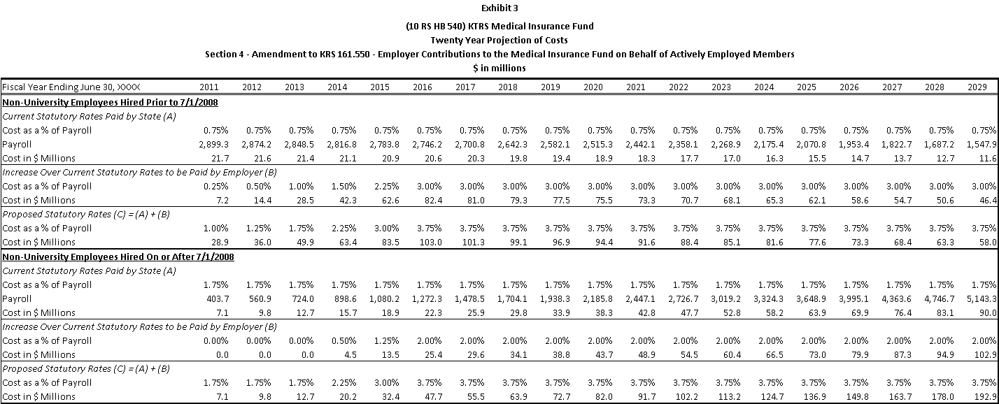 Exhibit 3
(10 RS HB 540) KTRS Medical Insurance Fund
Twenty Year Projection of Costs
Section 4 - Amendment to KRS 161.550 - Employer Contributions to the Medical Insurance Fund on Behalf of Actively Employed Members
$ in millions
Fiscal Year Ending June 30, XXXX 2011 2012 2013 2014 2015 2016 2017 2018 2019 2020 2021 2022 2023 2024 2025 2026 2027 2028 2029
Non-University Employees Hired Prior to 7/1/2008
Current Statutory Rates Paid by State (A)
Cost as a % of Payroll 0.75% 0.75% 0.75% 0.75% 0.75% 0.75% 0.75% 0.75% 0.75% 0.75% 0.75% 0.75% 0.75% 0.75% 0.75% 0.75% 0.75% 0.75% 0.75%
Payroll 2,899.3 2,874.2 2,848.5 2,816.8 2,783.8 2,746.2 2,700.8 2,642.3 2,582.1 2,515.3 2,442.1 2,358.1 2,268.9 2,175.4 2,070.8 1,953.4 1,822.7 1,687.2 1,547.9
Cost in $ Millions 21.7 21.6 21.4 21.1 20.9 20.6 20.3 19.8 19.4 18.9 18.3 17.7 17.0 16.3 15.5 14.7 13.7 12.7 11.6
Increase Over Current Statutory Rates to be Paid by Employer (B)
Cost as a % of Payroll 0.25% 0.50% 1.00% 1.50% 2.25% 3.00% 3.00% 3.00% 3.00% 3.00% 3.00% 3.00% 3.00% 3.00% 3.00% 3.00% 3.00% 3.00% 3.00%
Cost in $ Millions 7.2 14.4 28.5 42.3 62.6 82.4 81.0 79.3 77.5 75.5 73.3 70.7 68.1 65.3 62.1 58.6 54.7 50.6 46.4
Proposed Statutory Rates (C) = (A) + (B)
Cost as a % of Payroll 1.00% 1.25% 1.75% 2.25% 3.00% 3.75% 3.75% 3.75% 3.75% 3.75% 3.75% 3.75% 3.75% 3.75% 3.75% 3.75% 3.75% 3.75% 3.75%
Cost in $ Millions 28.9 36.0 49.9 63.4 83.5 103.0 101.3 99.1 96.9 94.4 91.6 88.4 85.1 81.6 77.6 73.3 68.4 63.3 58.0
Non-University Employees Hired On or After 7/1/2008
Current Statutory Rates Paid by State (A)
Cost as a % of Payroll 1.75% 1.75% 1.75% 1.75% 1.75% 1.75% 1.75% 1.75% 1.75% 1.75% 1.75% 1.75% 1.75% 1.75% 1.75% 1.75% 1.75% 1.75% 1.75%
Payroll 403.7 560.9 724.0 898.6 1,080.2 1,272.3 1,478.5 1,704.1 1,938.3 2,185.8 2,447.1 2,726.7 3,019.2 3,324.3 3,648.9 3,995.1 4,363.6 4,746.7 5,143.3
Cost in $ Millions 7.1 9.8 12.7 15.7 18.9 22.3 25.9 29.8 33.9 38.3 42.8 47.7 52.8 58.2 63.9 69.9 76.4 83.1 90.0
Increase Over Current Statutory Rates to be Paid by Employer (B)
Cost as a % of Payroll 0.00% 0.00% 0.00% 0.50% 1.25% 2.00% 2.00% 2.00% 2.00% 2.00% 2.00% 2.00% 2.00% 2.00% 2.00% 2.00% 2.00% 2.00% 2.00%
Cost in $ Millions 0.0 0.0 0.0 4.5 13.5 25.4 29.6 34.1 38.8 43.7 48.9 54.5 60.4 66.5 73.0 79.9 87.3 94.9 102.9
Proposed Statutory Rates (C) = (A) + (B)
Cost as a % of Payroll 1.75% 1.75% 1.75% 2.25% 3.00% 3.75% 3.75% 3.75% 3.75% 3.75% 3.75% 3.75% 3.75% 3.75% 3.75% 3.75% 3.75% 3.75% 3.75%
Cost in $ Millions 7.1 9.8 12.7 20.2 32.4 47.7 55.5 63.9 72.7 82.0 91.7 102.2 113.2 124.7 136.9 149.8 163.7 178.0 192.9